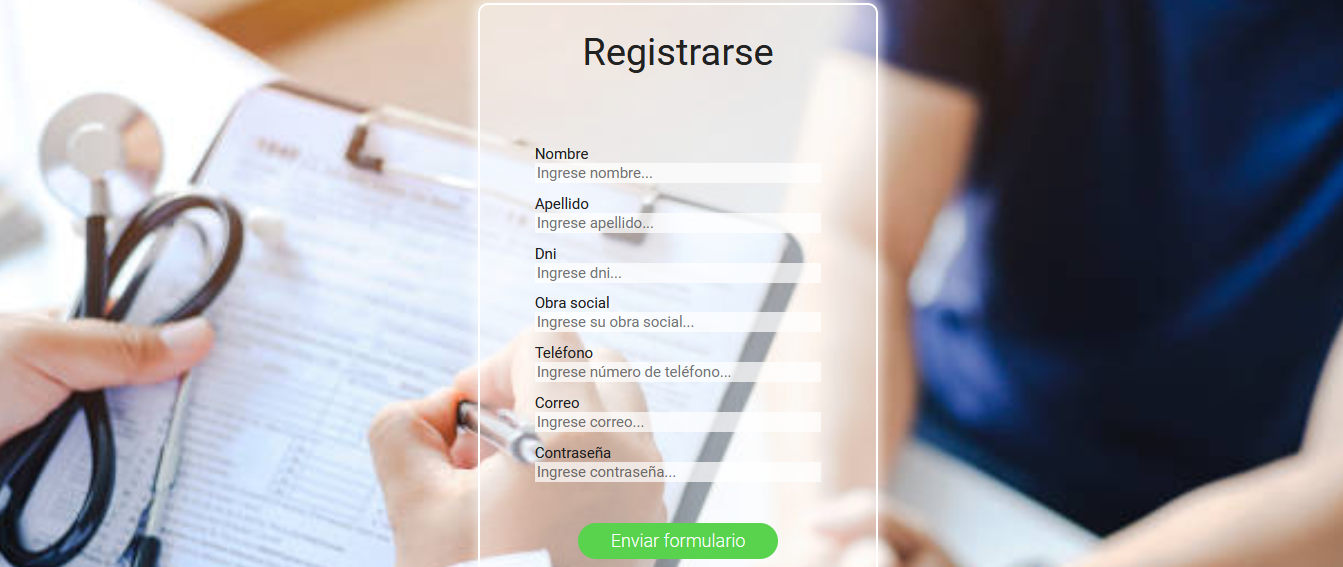 Registrarse
Nombre
Ingrese nombre...
Apellido
Ingrese apellido...
Dni
Ingrese dni...
Obra social
Ingrese su obra social...
Teléfono
Ingrese número de teléfono...
Correo
Ingrese correo...
Contraseña
Ingrese contraseña...
Enviar formulario